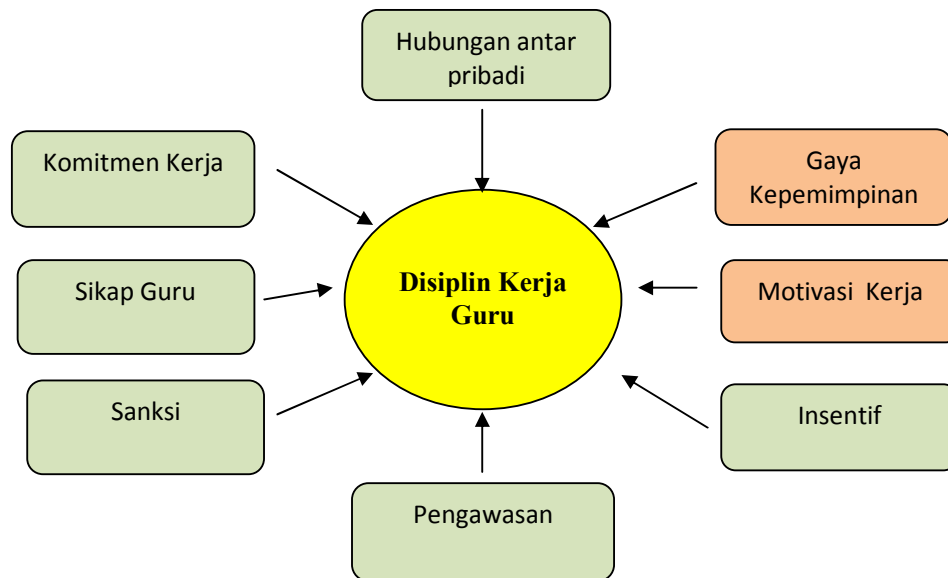 Hubungan antar
pribadi
Komitmen Kerja
Gaya
Kepemimpinan
Sikap Guru
Disiplin Kerja
Guru
Motivasi Kerja
Sanksi
Insentif
Pengawasan